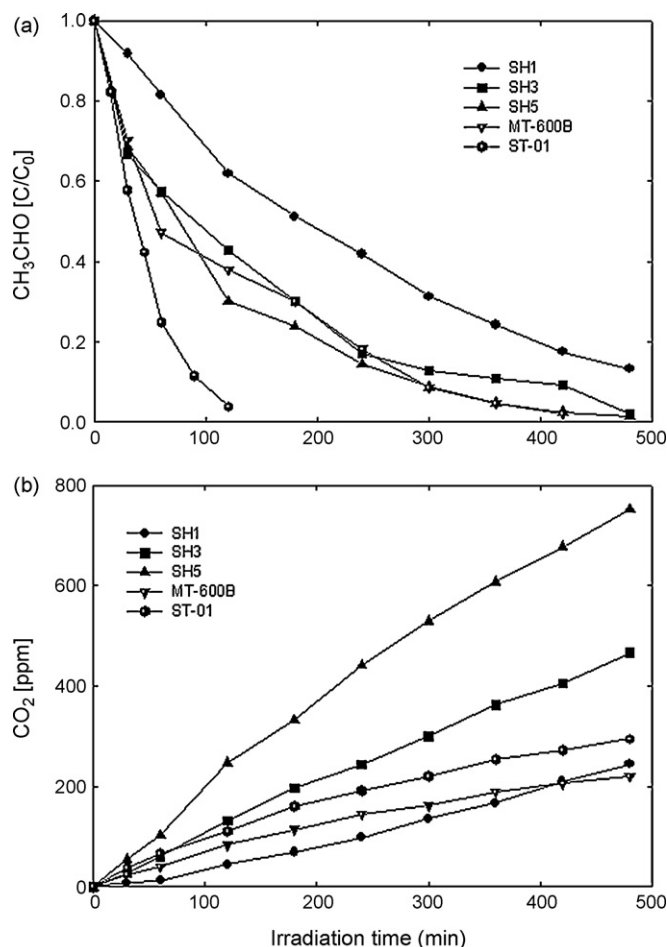 (a)
1.0
0.8
0.6
0.4
0.2
0.0
CH₃CHO [C/C₀]
SH1
SH3
SH5
MT-600B
ST-01
0 100 200 300 400 500
(b)
800
600
400
200
0
CO₂ [ppm]
SH1
SH3
SH5
MT-600B
ST-01
0 100 200 300 400 500
Irradiation time (min)